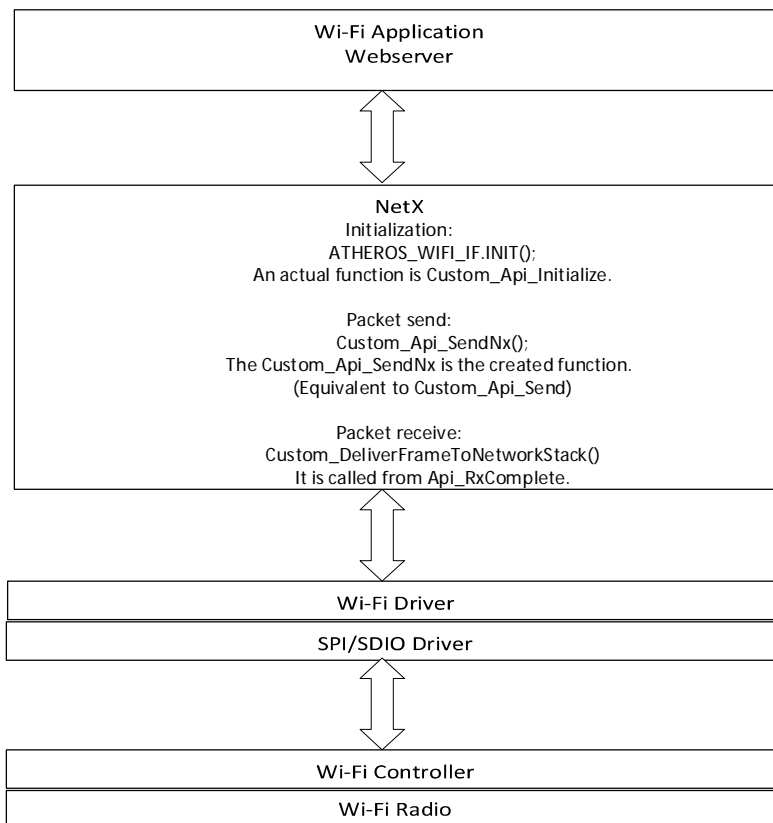 Wi-Fi Application
Webserver
NetX
Initialization:
ATHEROS_WIFI_IF.INIT();
An actual function is Custom_Api_Initialize.
Packet send:
Custom_Api_SendNx();
The Custom_Api_SendNx is the created function.
(Equivalent to Custom_Api_Send)
Packet receive:
Custom_DeliverFrameToNetworkStack()
It is called from Api_RxComplete.
Wi-Fi Driver
SPI/SDIO Driver
Wi-Fi Controller
Wi-Fi Radio